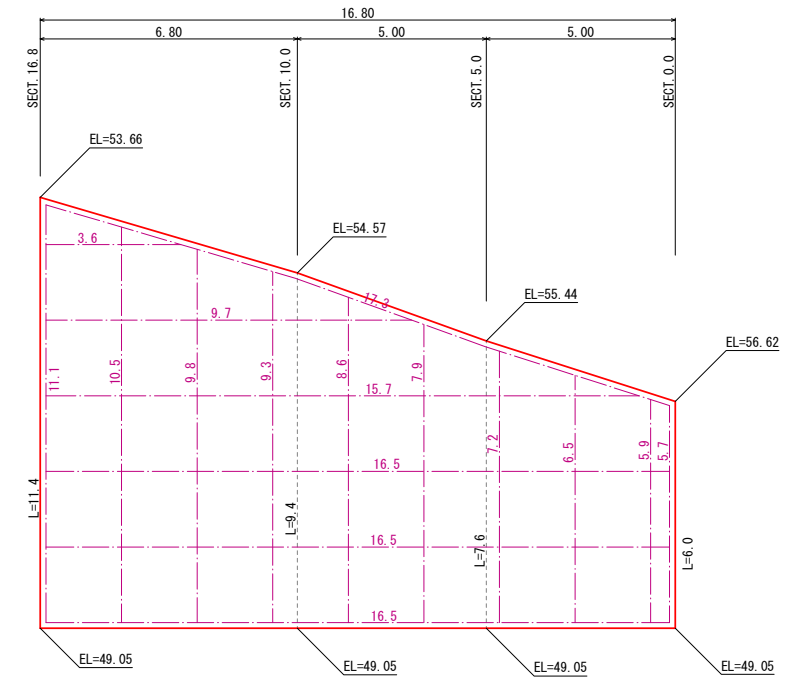 16.80
6.80
5.00
5.00
SECT.16.8
SECT.10.0
SECT.5.0
SECT.0.0
EL=53.66
EL=54.57
EL=55.44
EL=56.62
3.6
17.3
9.7
11.1
10.5
9.8
9.3
8.6
7.9
15.7
7.2
6.5
5.9
5.7
16.5
L=11.4
L=9.4
L=7.6
L=6.0
16.5
16.5
EL=49.05
EL=49.05
EL=49.05
EL=49.05